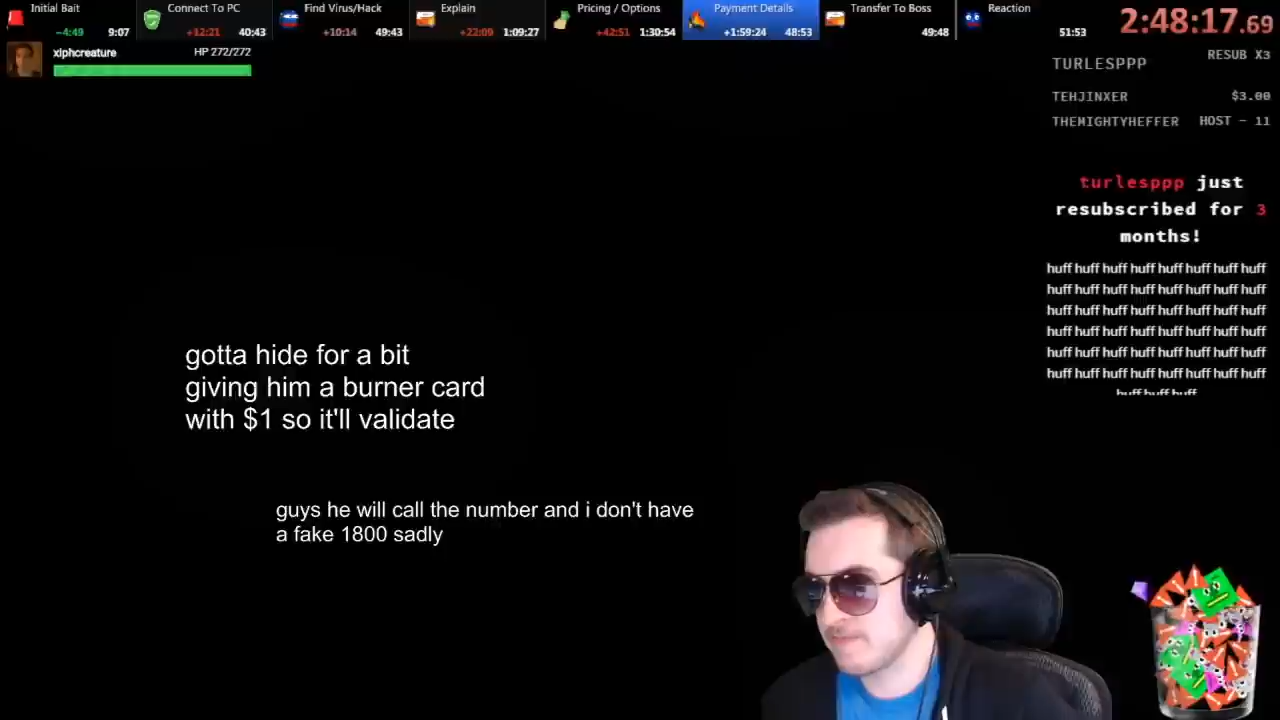 Initial Bait
-4:49 9:07
Connect To PC
+12:21 40:43
Find Virus/Hack
+10:14 49:43
Explain
+22:09 1:09:27
Pricing / Options
+42:51 1:30:54
Payment Details
+1:59:24 48:53
Transfer To Boss
49:48
Reaction
51:53
2:48:17.69
xiphcreature HP 272/272
TURLESPPP RESUB X3
TEHJINXER $3.00
THEMIGHTYHEFFER HOST - 11
turlesppp just
resubscribed for 3
months!
huff huff huff huff huff huff huff huff
huff huff huff huff huff huff huff huff
huff huff huff huff huff huff huff huff
huff huff huff huff huff huff huff huff
huff huff huff huff huff huff huff huff
huff huff huff huff huff huff huff huff
huff huff huff
gotta hide for a bit
giving him a burner card
with $1 so it'll validate
guys he will call the number and i don't have
a fake 1800 sadly